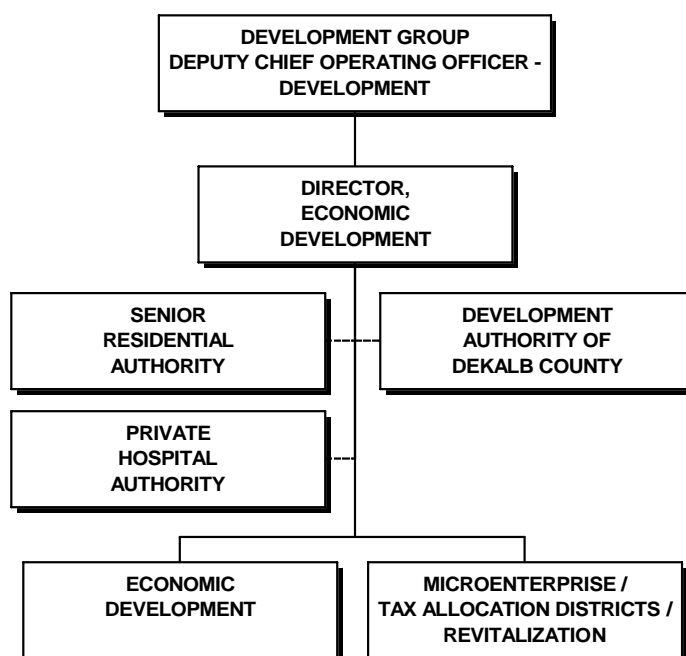 DEVELOPMENT GROUP
DEPUTY CHIEF OPERATING OFFICER -
DEVELOPMENT
DIRECTOR,
ECONOMIC
DEVELOPMENT
SENIOR
RESIDENTIAL
AUTHORITY
DEVELOPMENT
AUTHORITY OF
DEKALB COUNTY
PRIVATE
HOSPITAL
AUTHORITY
ECONOMIC
DEVELOPMENT
MICROENTERPRISE /
TAX ALLOCATION DISTRICTS /
REVITALIZATION